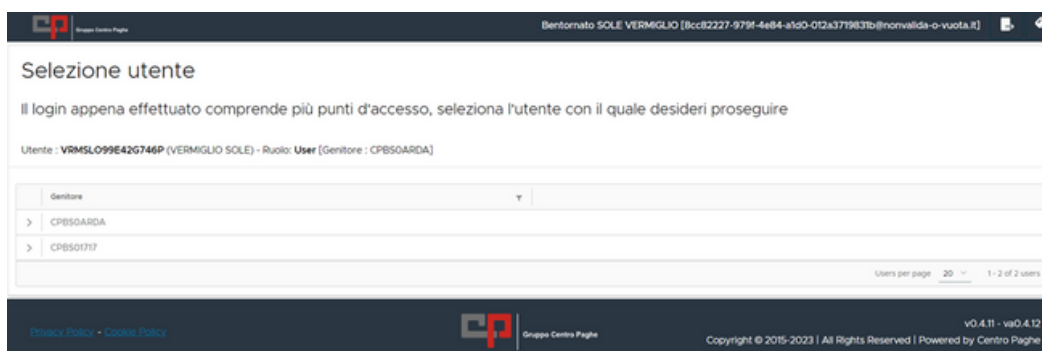 Gruppo Centro Paghe
Bentornato SOLE VERMIGLIO [8cc82227-979f-4e84-a1d0-012a3719831b@nonvalida-o-vuota.it]
Selezione utente
Il login appena effettuato comprende più punti d'accesso, seleziona l'utente con il quale desideri proseguire
Utente : VRMSLO99E42G746P (VERMIGLIO SOLE) - Ruolo: User [Genitore : CPBS0ARDA]
Genitore
CPBS0ARDA
CPBS01717
Users per page 20 1 - 2 of 2 users
Privacy Policy - Cookie Policy
Gruppo Centro Paghe
v0.4.11 - va0.4.12
Copyright © 2015-2023 | All Rights Reserved | Powered by Centro Paghe